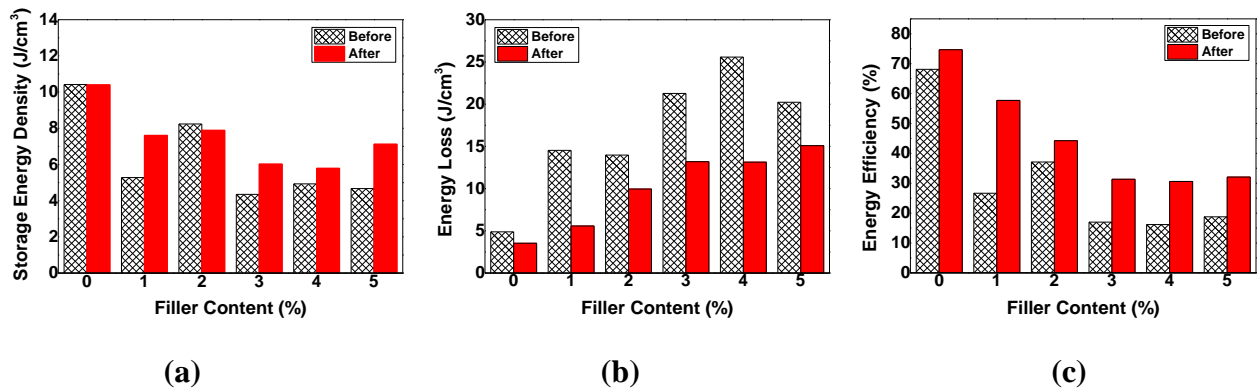 14
12
10
8
6
4
2
0
Storage Energy Density (J/cm³)
Before
After
0 1 2 3 4 5
Filler Content (%)
(a)
30
25
20
15
10
5
0
Energy Loss (J/cm³)
Before
After
0 1 2 3 4 5
Filler Content (%)
(b)
80
70
60
50
40
30
20
10
0
Energy Efficiency (%)
Before
After
0 1 2 3 4 5
Filler Content (%)
(c)